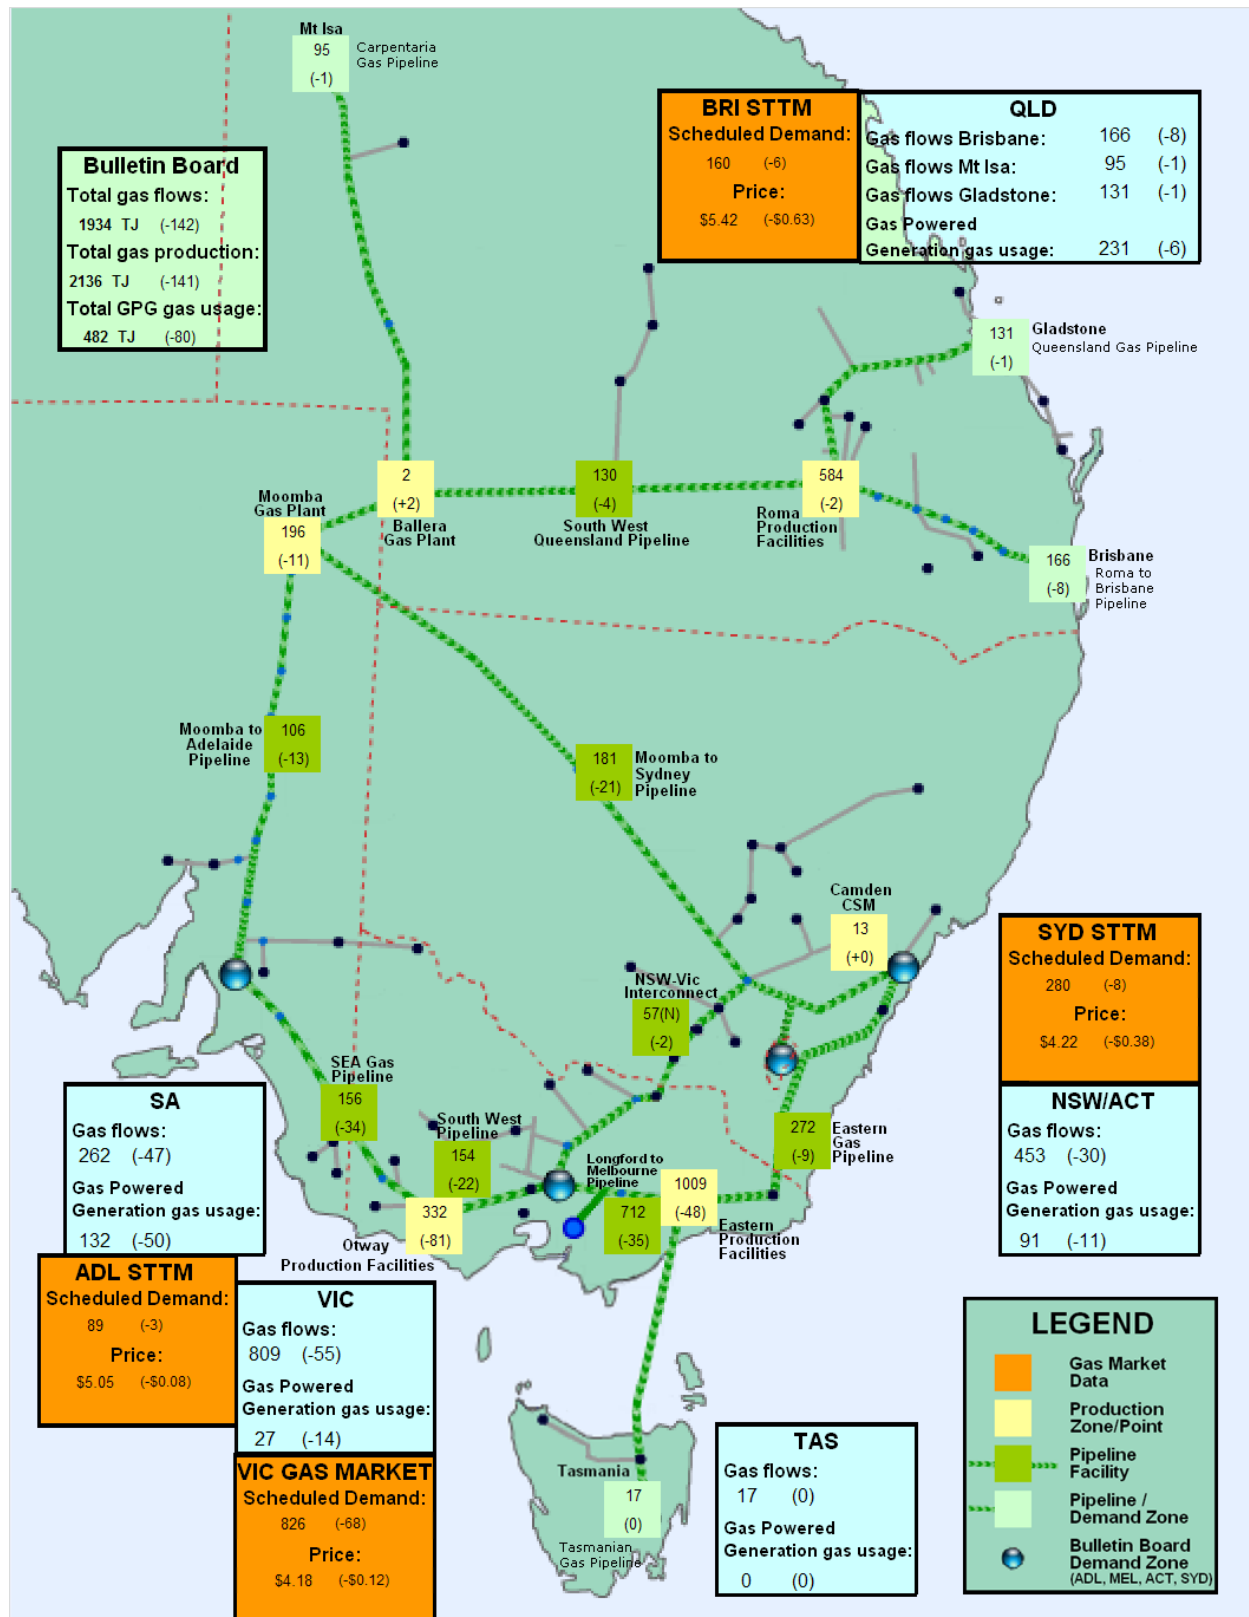 Mt Isa
95
(-1)
Carpentaria
Gas Pipeline
BRI STTM
Scheduled Demand:
160 (-6)
Price:
$5.42 (-$0.63)
QLD
Gas flows Brisbane: 166 (-8)
Gas flows Mt Isa: 95 (-1)
Gas flows Gladstone: 131 (-1)
Gas Powered
Generation gas usage: 231 (-6)
Bulletin Board
Total gas flows:
1934 TJ (-142)
Total gas production:
2136 TJ (-141)
Total GPG gas usage:
482 TJ (-80)
131
(-1)
Gladstone
Queensland Gas Pipeline
2
(+2)
Ballera
Gas Plant
130
(-4)
South West
Queensland Pipeline
584
(-2)
Roma
Production
Facilities
Moomba
Gas Plant
196
(-11)
166
(-8)
Brisbane
Roma to
Brisbane
Pipeline
Moomba to
Adelaide
Pipeline
106
(-13)
181
(-21)
Moomba to
Sydney
Pipeline
Camden
CSM
13
(+0)
SYD STTM
Scheduled Demand:
280 (-8)
Price:
$4.22 (-$0.38)
NSW-Vic
Interconnect
57(N)
(-2)
SEA Gas
Pipeline
156
(-34)
South West
Pipeline
154
(-22)
Longford to
Melbourne
Pipeline
712
(-35)
1009
(-48)
Eastern
Production
Facilities
272
(-9)
Eastern
Gas
Pipeline
NSW/ACT
Gas flows:
453 (-30)
Gas Powered
Generation gas usage:
91 (-11)
SA
Gas flows:
262 (-47)
Gas Powered
Generation gas usage:
132 (-50)
332
(-81)
Otway
Production Facilities
ADL STTM
Scheduled Demand:
89 (-3)
Price:
$5.05 (-$0.08)
VIC
Gas flows:
809 (-55)
Gas Powered
Generation gas usage:
27 (-14)
VIC GAS MARKET
Scheduled Demand:
826 (-68)
Price:
$4.18 (-$0.12)
Tasmania
17
(0)
Tasmanian
Gas Pipeline
TAS
Gas flows:
17 (0)
Gas Powered
Generation gas usage:
0 (0)
LEGEND
Gas Market
Data
Production
Zone/Point
Pipeline
Facility
Pipeline /
Demand Zone
Bulletin Board
Demand Zone
(ADL, MEL, ACT, SYD)